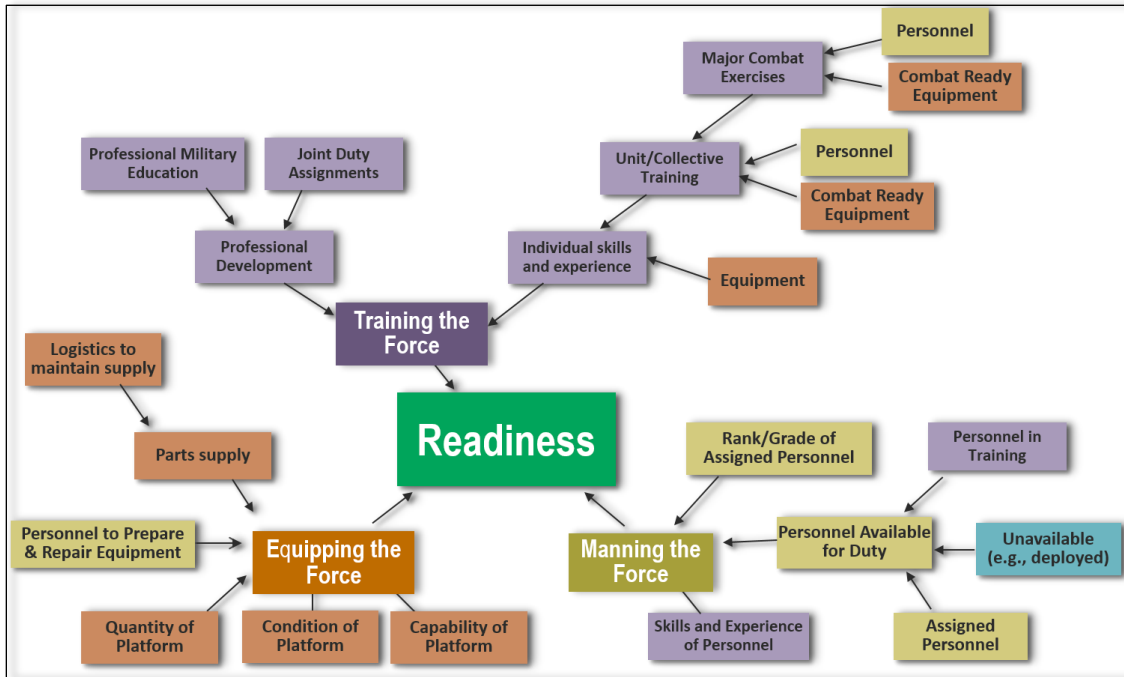 Personnel
Major Combat
Exercises
Combat Ready
Equipment
Professional Military
Education
Joint Duty
Assignments
Unit/Collective
Training
Personnel
Combat Ready
Equipment
Professional
Development
Individual skills
and experience
Equipment
Training the
Force
Logistics to
maintain supply
Readiness
Parts supply
Rank/Grade of
Assigned Personnel
Personnel in
Training
Personnel to Prepare
& Repair Equipment
Equipping the
Force
Manning the
Force
Personnel Available
for Duty
Unavailable
(e.g., deployed)
Quantity of
Platform
Condition of
Platform
Capability of
Platform
Skills and Experience
of Personnel
Assigned
Personnel